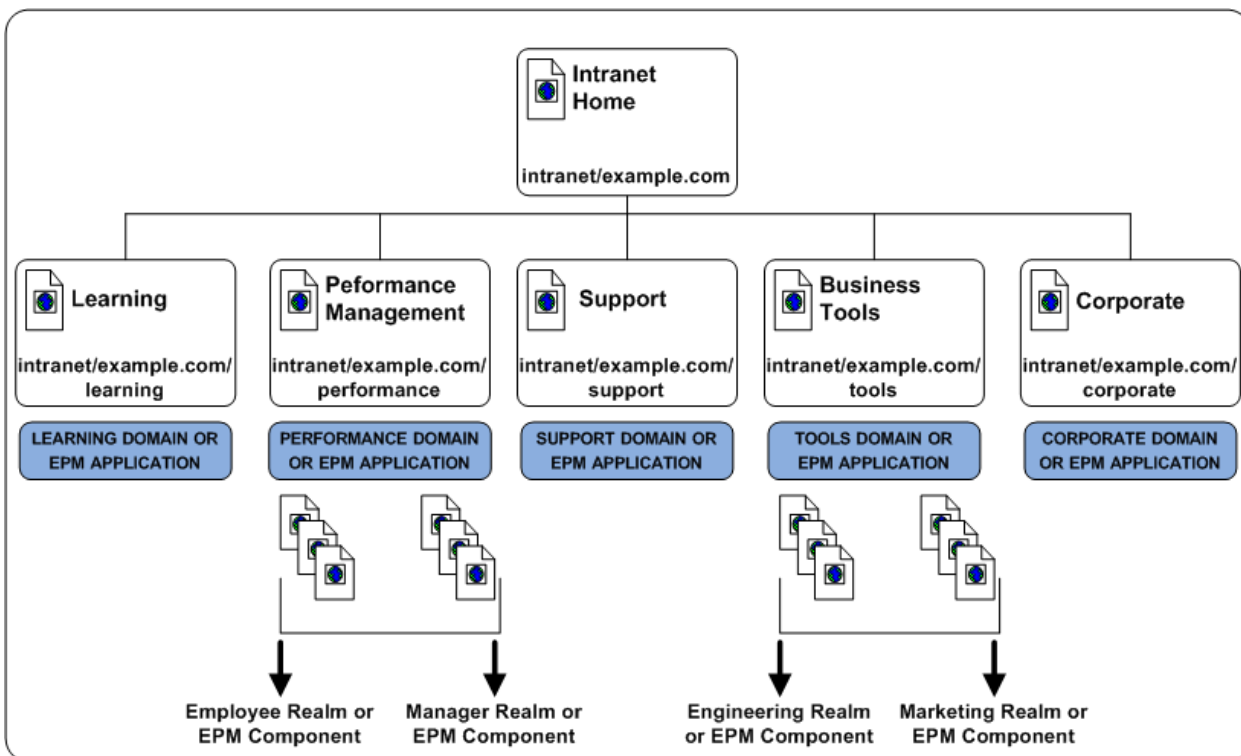 Intranet
Home
intranet/example.com
Learning
intranet/example.com/
learning
Peformance
Management
intranet/example.com/
performance
Support
intranet/example.com/
support
Business
Tools
intranet/example.com/
tools
Corporate
intranet/example.com/
corporate
LEARNING DOMAIN OR
EPM APPLICATION
PERFORMANCE DOMAIN
OR EPM APPLICATION
SUPPORT DOMAIN OR
EPM APPLICATION
TOOLS DOMAIN OR
EPM APPLICATION
CORPORATE DOMAIN
OR EPM APPLICATION
Employee Realm or
EPM Component
Manager Realm or
EPM Component
Engineering Realm
or EPM Component
Marketing Realm or
EPM Component